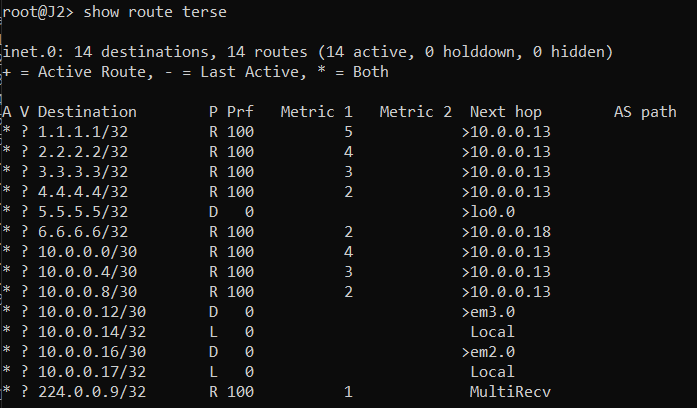 root@J2> show route terse
inet.0: 14 destinations, 14 routes (14 active, 0 holddown, 0 hidden)
+ = Active Route, - = Last Active, * = Both
A V Destination        P Prf   Metric 1   Metric 2  Next hop        AS path
* ? 1.1.1.1/32         R 100          5            >10.0.0.13
* ? 2.2.2.2/32         R 100          4            >10.0.0.13
* ? 3.3.3.3/32         R 100          3            >10.0.0.13
* ? 4.4.4.4/32         R 100          2            >10.0.0.13
* ? 5.5.5.5/32         D   0                       >lo0.0
* ? 6.6.6.6/32         R 100          2            >10.0.0.18
* ? 10.0.0.0/30        R 100          4            >10.0.0.13
* ? 10.0.0.4/30        R 100          3            >10.0.0.13
* ? 10.0.0.8/30        R 100          2            >10.0.0.13
* ? 10.0.0.12/30       D   0                       >em3.0
* ? 10.0.0.14/32       L   0                        Local
* ? 10.0.0.16/30       D   0                       >em2.0
* ? 10.0.0.17/32       L   0                        Local
* ? 224.0.0.9/32       R 100          1             MultiRecv